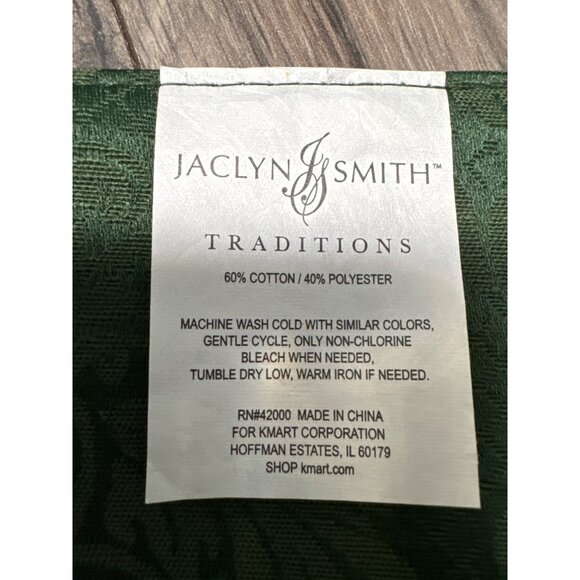 JACLYN JS SMITH™
TRADITIONS
60% COTTON / 40% POLYESTER
MACHINE WASH COLD WITH SIMILAR COLORS,
GENTLE CYCLE, ONLY NON-CHLORINE
BLEACH WHEN NEEDED,
TUMBLE DRY LOW, WARM IRON IF NEEDED.
RN#42000 MADE IN CHINA
FOR KMART CORPORATION
HOFFMAN ESTATES, IL 60179
SHOP kmart.com